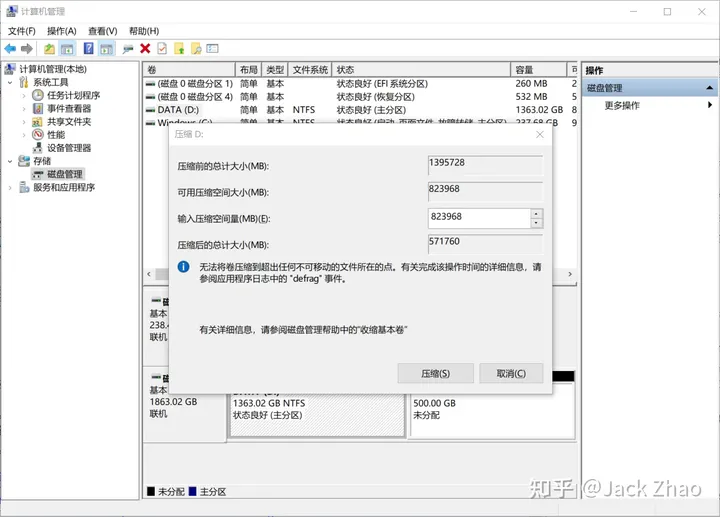 计算机管理
文件(F) 操作(A) 查看(V) 帮助(H)
计算机管理(本地)
系统工具
任务计划程序
事件查看器
共享文件夹
性能
设备管理器
存储
磁盘管理
服务和应用程序
卷 布局 类型 文件系统 状态 容量
(磁盘 0 磁盘分区 1) 简单 基本 状态良好 (EFI 系统分区) 260 MB 2
(磁盘 0 磁盘分区 4) 简单 基本 状态良好 (恢复分区) 532 MB 5
DATA (D:) 简单 基本 NTFS 状态良好 (主分区) 1363.02 GB 8
Windows (C:) 简单 基本 NTFS 状态良好 (启动, 页面文件, 故障转储, 主分区) 237.68 GB 9
操作
磁盘管理
更多操作
压缩 D:
压缩前的总计大小(MB): 1395728
可用压缩空间大小(MB): 823968
输入压缩空间量(MB)(E): 823968
压缩后的总计大小(MB): 571760
无法将卷压缩到超出任何不可移动的文件所在的点。有关完成该操作时间的详细信息，请
参阅应用程序日志中的 "defrag" 事件。
有关详细信息，请参阅磁盘管理帮助中的"收缩基本卷"
压缩(S) 取消(C)
基本
238.
联机
基本
1863.02 GB
联机
1363.02 GB NTFS
状态良好 (主分区)
500.00 GB
未分配
未分配 主分区
知乎 @Jack Zhao